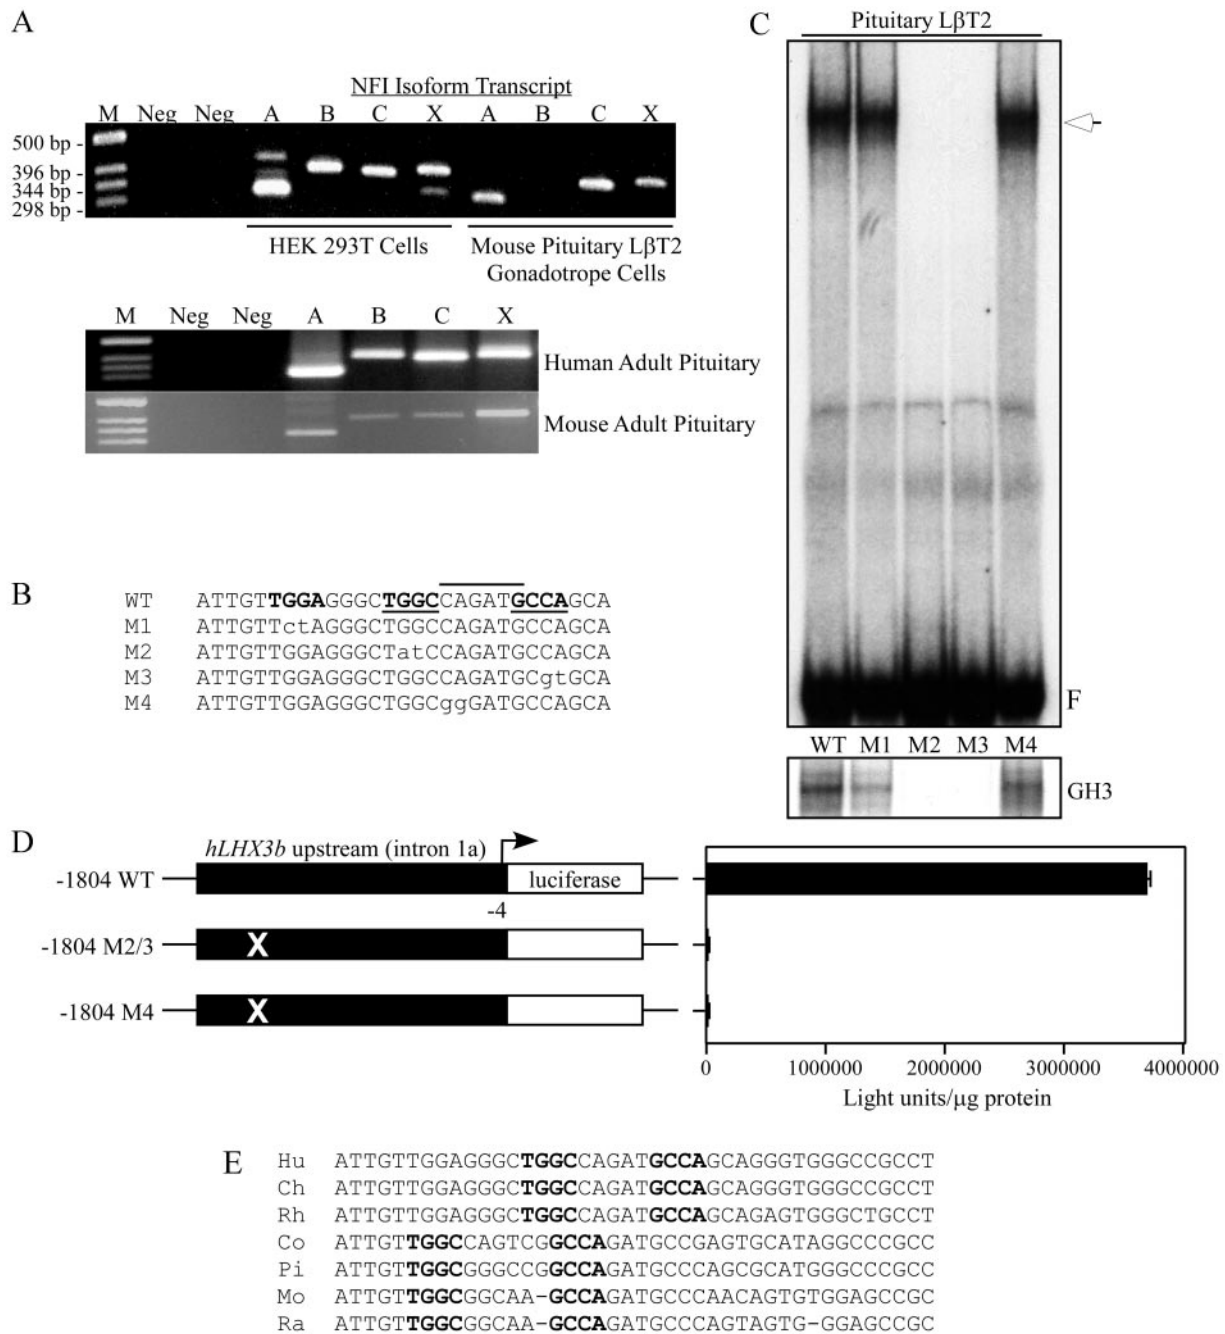 A
NFI Isoform Transcript
M Neg Neg A B C X A B C X
500 bp -
396 bp -
344 bp -
298 bp -
HEK 293T Cells
Mouse Pituitary LβT2
Gonadotrope Cells
M Neg Neg A B C X
Human Adult Pituitary
Mouse Adult Pituitary
B
WT ATTGTTGGAGGGCTGGCCAGATGCCAGCA
M1 ATTGTTctAGGGCTGGCCAGATGCCAGCA
M2 ATTGTTGGAGGGCTatCCAGATGCCAGCA
M3 ATTGTTGGAGGGCTGGCCAGATGCgtGCA
M4 ATTGTTGGAGGGCTGGCggGATGCCAGCA
C
Pituitary LβT2
F
WT M1 M2 M3 M4
GH3
D
hLHX3b upstream (intron 1a)
-1804 WT
luciferase
-4
-1804 M2/3
X
-1804 M4
X
0 1000000 2000000 3000000 4000000
Light units/μg protein
E
Hu ATTGTTGGAGGGCTGGCCAGATGCCAGCAGGGTGGGCCGCCT
Ch ATTGTTGGAGGGCTGGCCAGATGCCAGCAGGGTGGGCCGCCT
Rh ATTGTTGGAGGGCTGGCCAGATGCCAGCAGAGTGGGCTGCCT
Co ATTGTTGGCCAGTCGGCCAGATGCCGAGTGCATAGGCCCGCC
Pi ATTGTTGGCGGGCCGGCCAGATGCCCAGCGCATGGGCCCGCC
Mo ATTGTTGGCGGCAA-GCCAGATGCCCAACAGTGTGGAGCCGC
Ra ATTGTTGGCGGCAA-GCCAGATGCCCAGTAGTG-GGAGCCGC